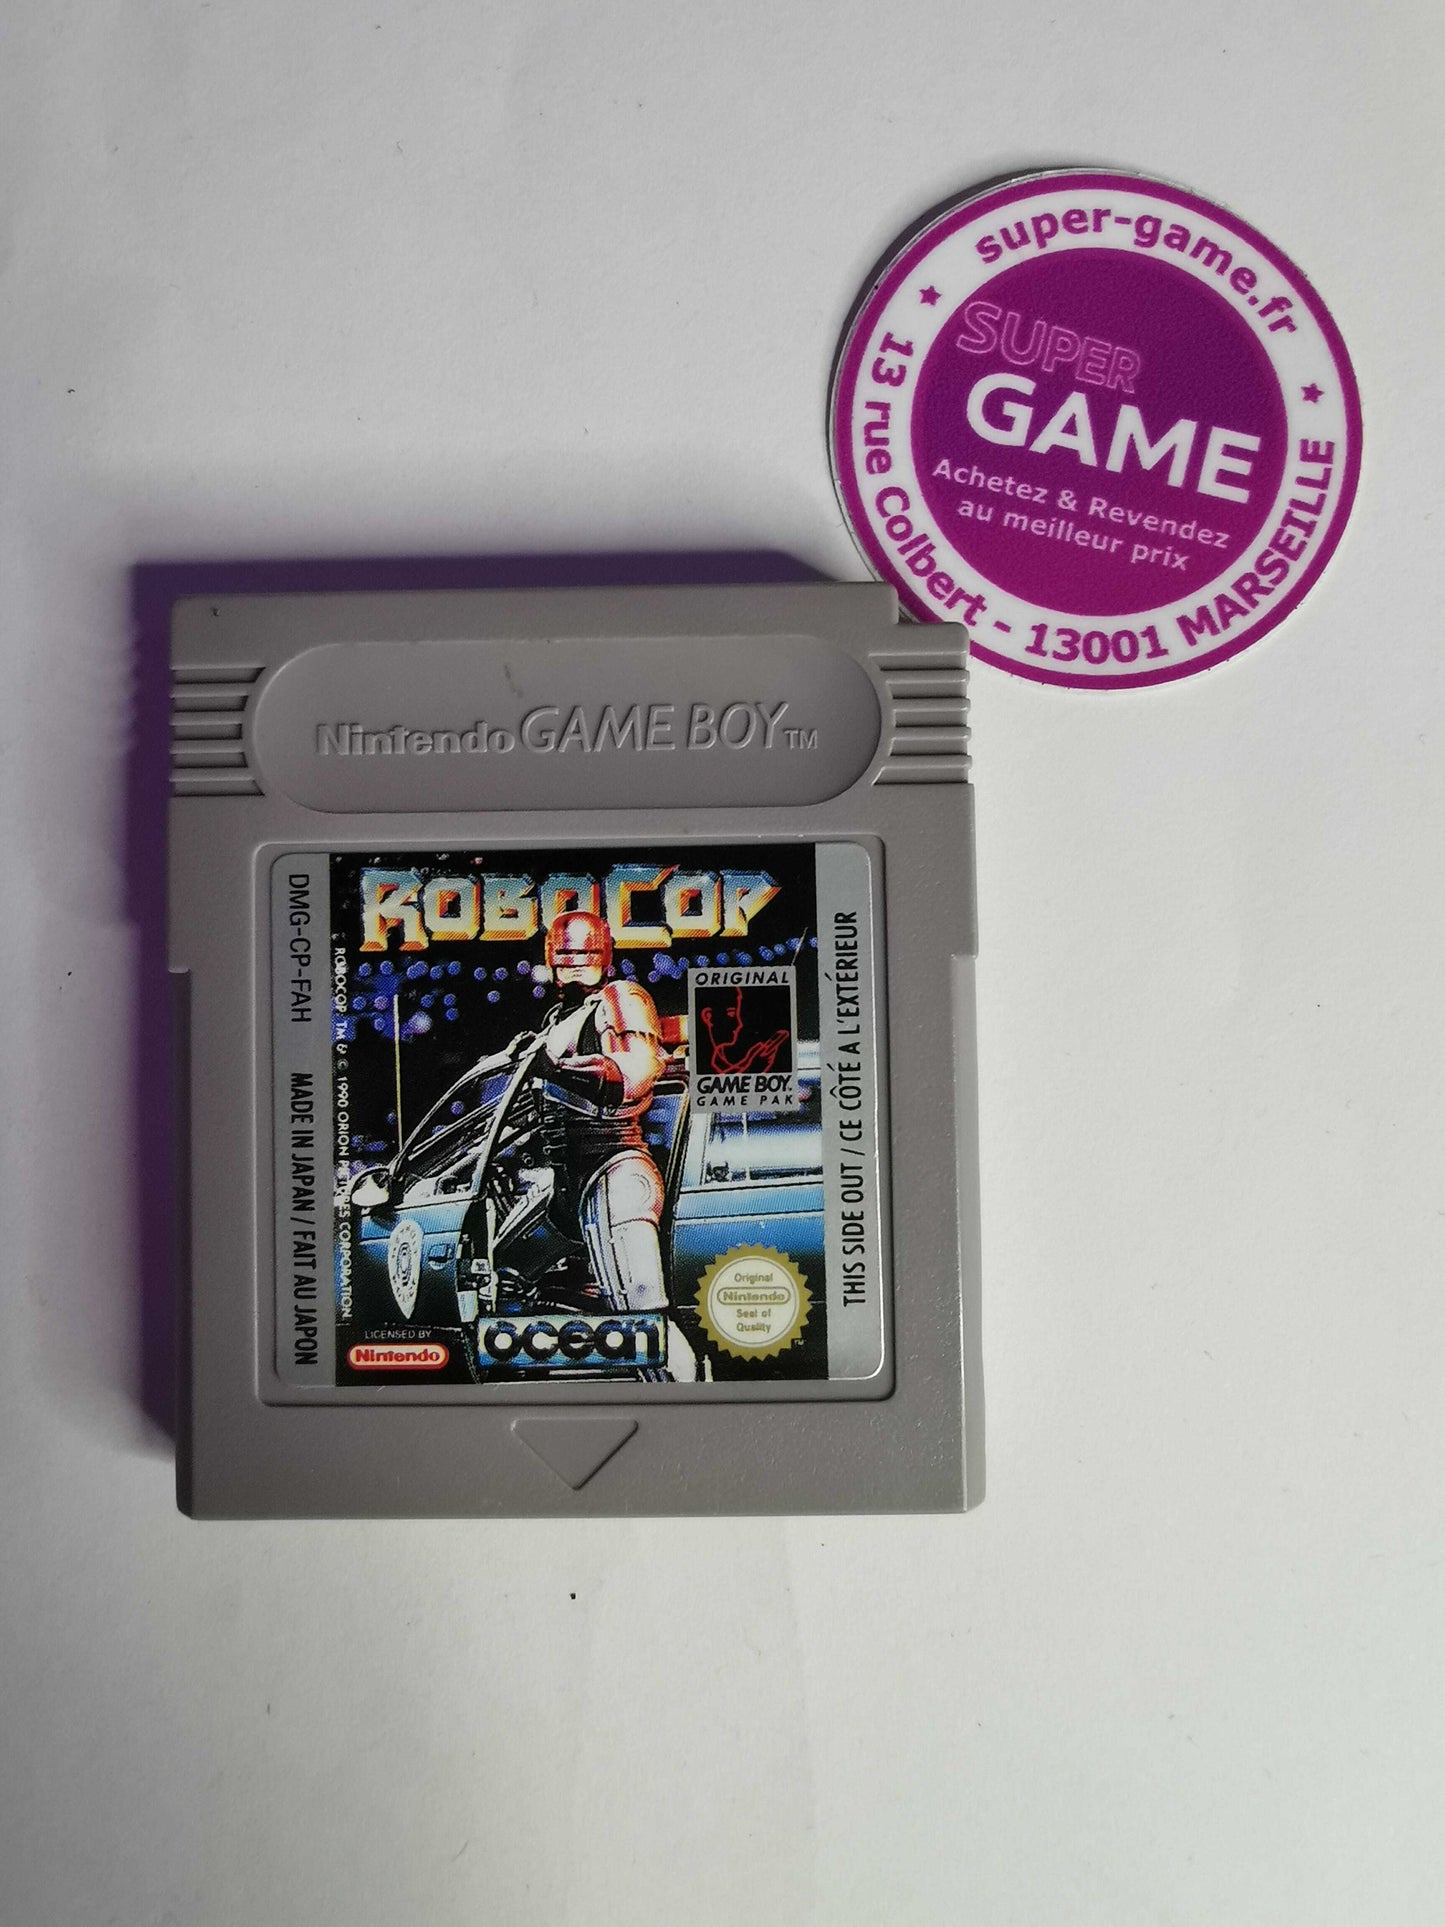 super-game.fr
SUPER
GAME
Achetez & Revendez
au meilleur prix
13 rue Colbert - 13001 MARSEILLE
Nintendo GAME BOY TM
DMG-CP-FAH MADE IN JAPAN / FAIT AU JAPON
ROBOCOP
ROBOCOP TM & © 1990 ORION PICTURES CORPORATION
ORIGINAL
GAME BOY.
GAME PAK
THIS SIDE OUT / CE CÔTÉ A L'EXTÉRIEUR
LICENSED BY
Nintendo
ocean
Original
Nintendo
Seal of
Quality
TM